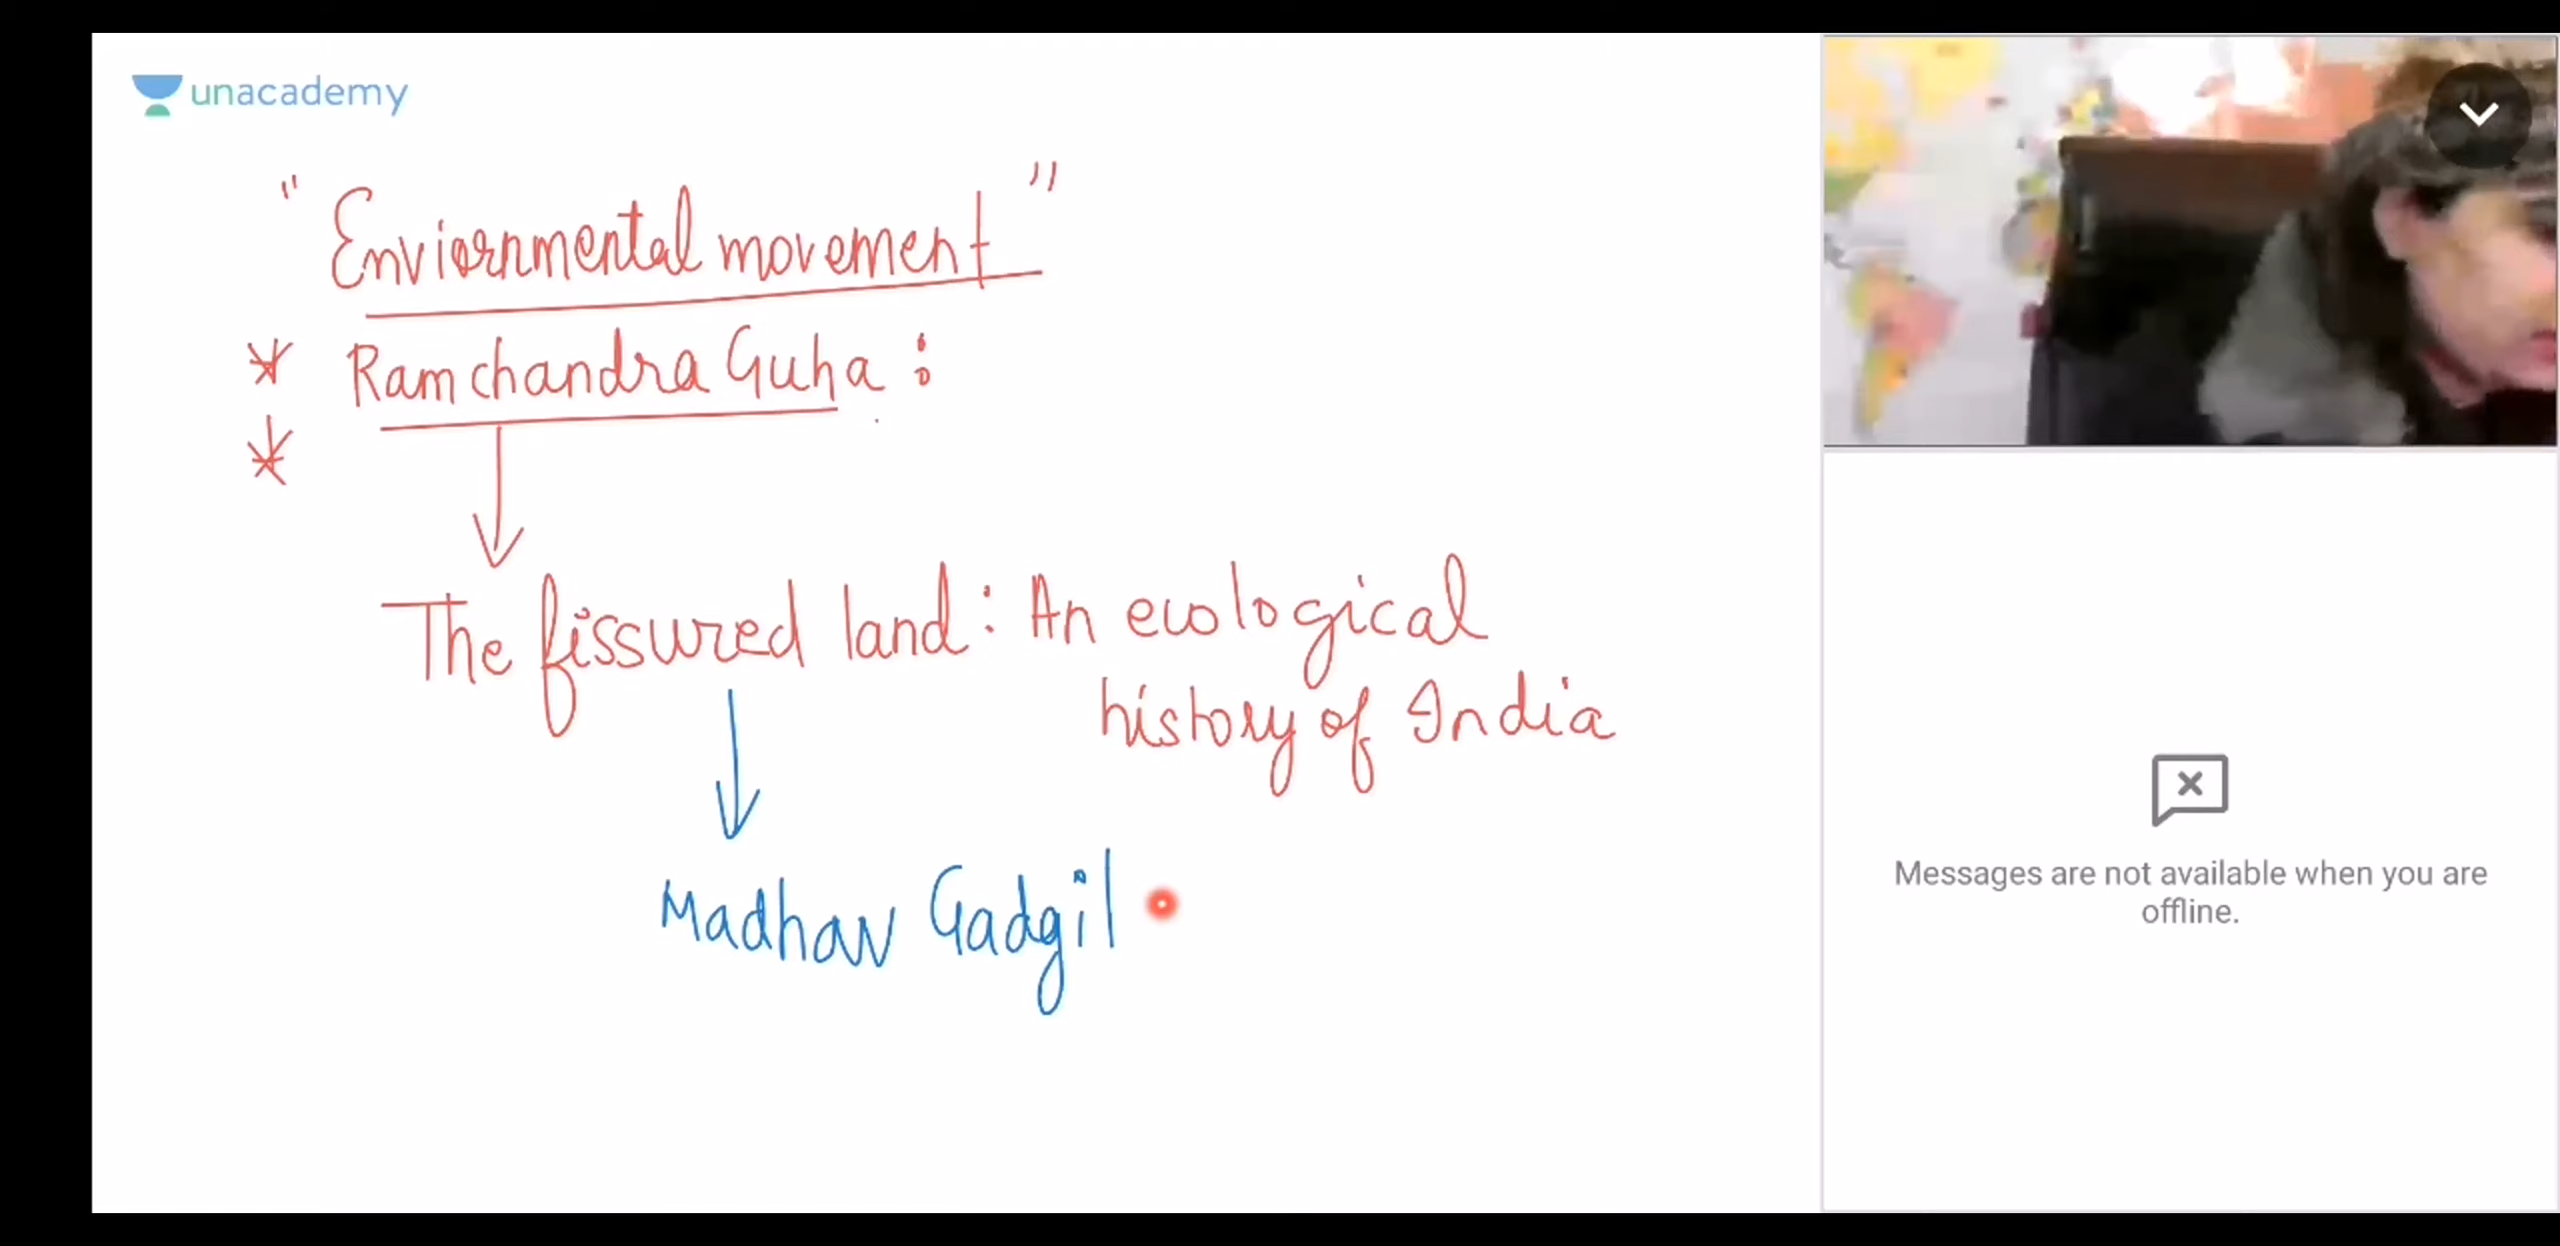 unacademy
" Enviornmental movement "
* Ramchandra Guha :
*
The fissured land : An ecological
history of India
Madhav Gadgil
Messages are not available when you are
offline.